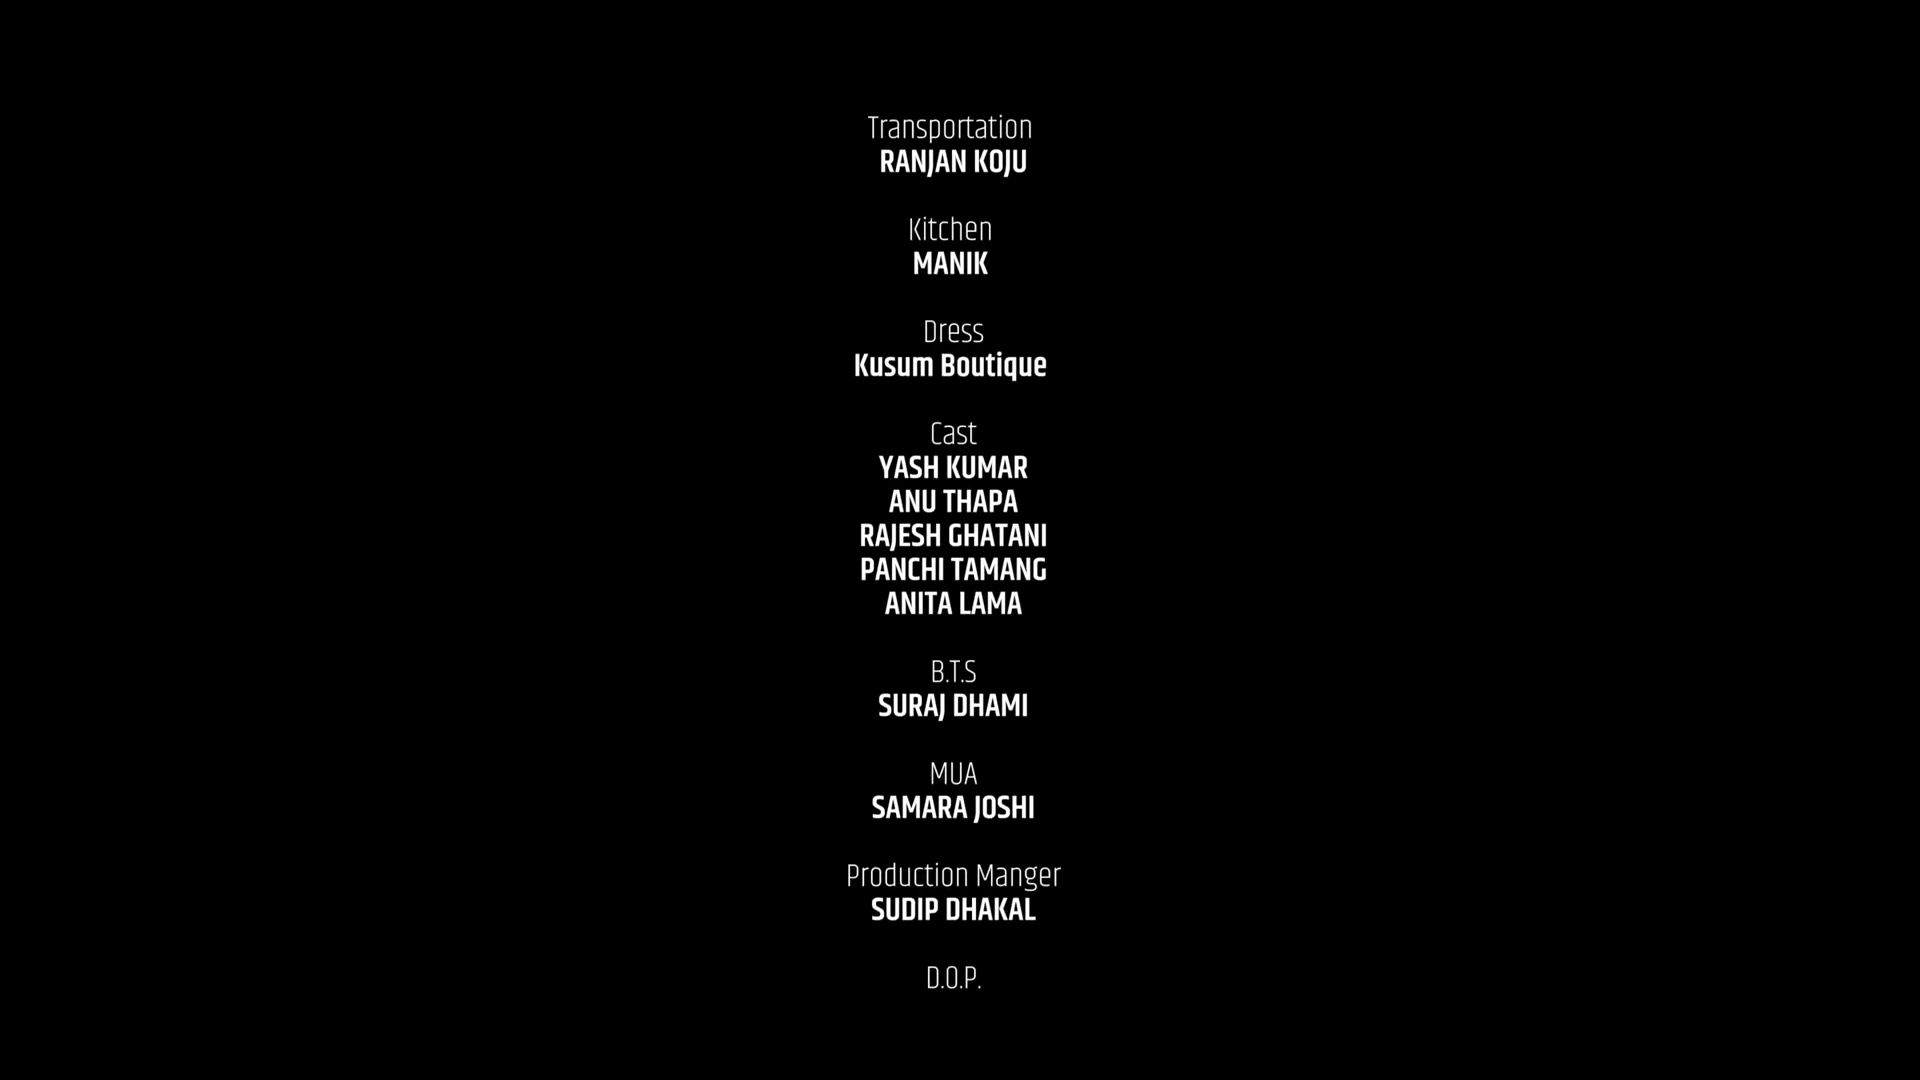 Transportation
RANJAN KOJU
Kitchen
MANIK
Dress
Kusum Boutique
Cast
YASH KUMAR
ANU THAPA
RAJESH GHATANI
PANCHI TAMANG
ANITA LAMA
B.T.S
SURAJ DHAMI
MUA
SAMARA JOSHI
Production Manger
SUDIP DHAKAL
D.O.P.